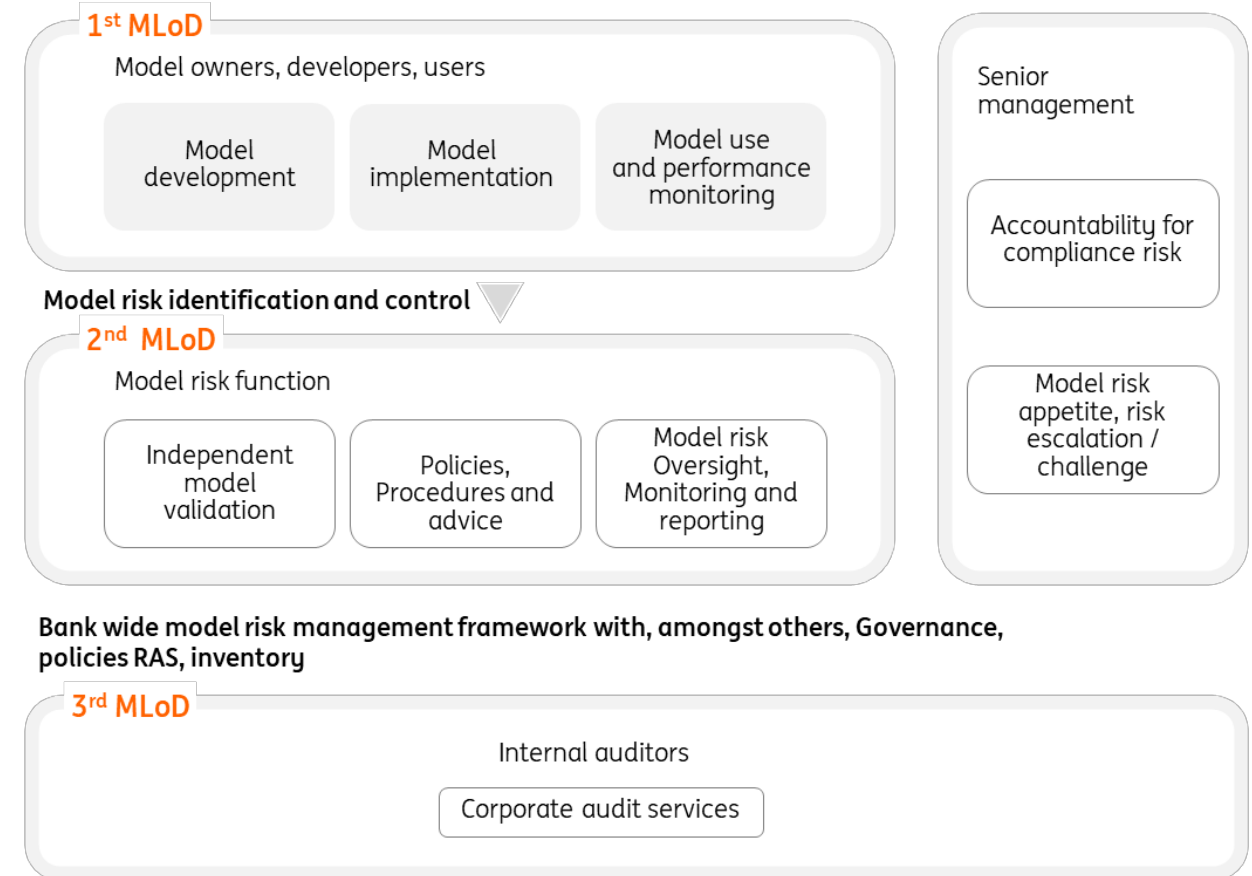 1st MLoD
Model owners, developers, users
Model
development
Model
implementation
Model use
and performance
monitoring
Model risk identification and control
2nd MLoD
Model risk function
Independent
model
validation
Policies,
Procedures and
advice
Model risk
Oversight,
Monitoring and
reporting
Senior
management
Accountability for
compliance risk
Model risk
appetite, risk
escalation /
challenge
Bank wide model risk management framework with, amongst others, Governance,
policies RAS, inventory
3rd MLoD
Internal auditors
Corporate audit services